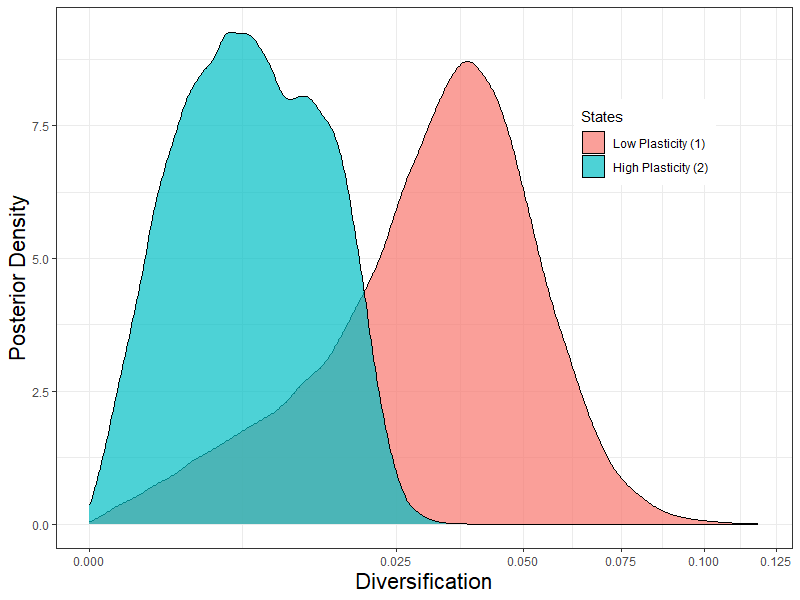 States
Low Plasticity (1)
High Plasticity (2)
Posterior Density
7.5
5.0
2.5
0.0
0.000
0.025
0.050
0.075
0.100
0.125
Diversification